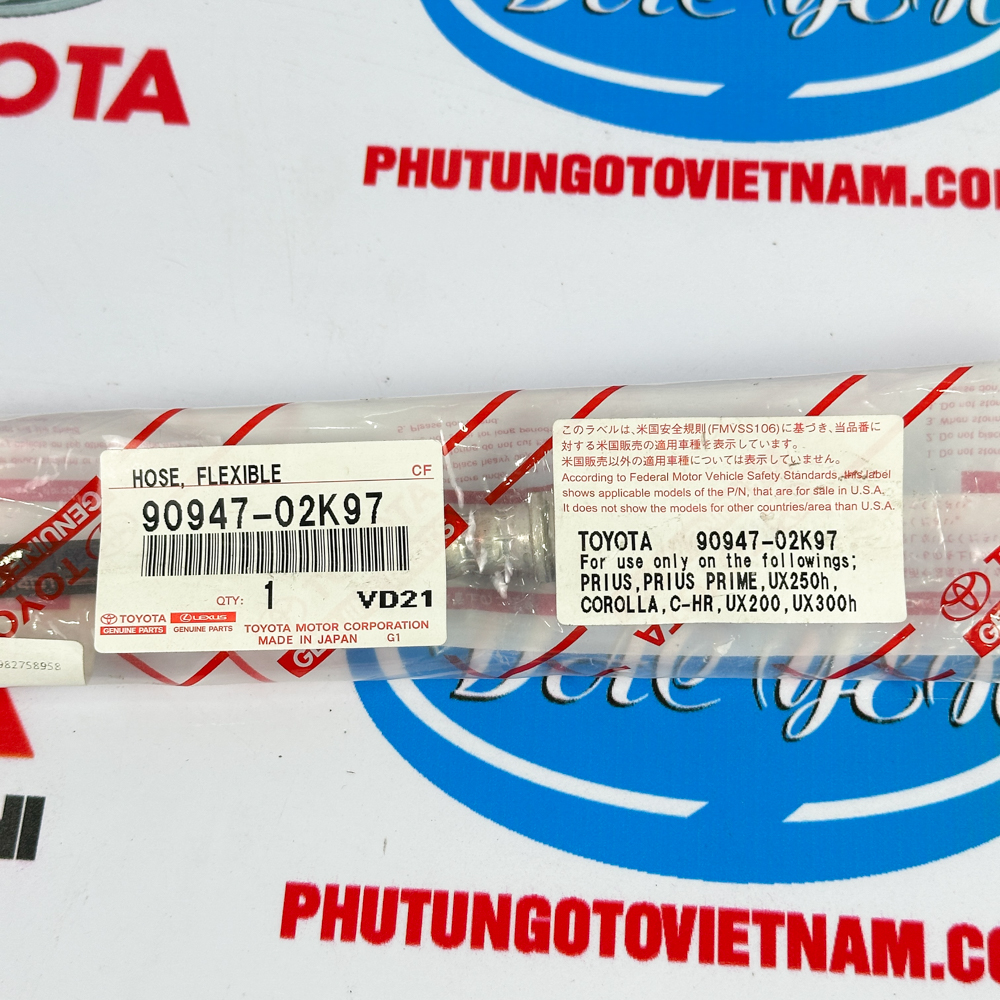 OTA
PHUTUNGOTOVIETNAM.CO
HOSE, FLEXIBLE
CF
90947-02K97
QTY: 1
VD21
TOYOTA
GENUINE PARTS
LEXUS
GENUINE PARTS
TOYOTA MOTOR CORPORATION
MADE IN JAPAN G1
982758958
このラベルは、米国安全規則(FMVSS106)に基づき、当品番に
対する米国販売の適用車種を表示しています。
米国販売以外の適用車種については表示していません。
According to Federal Motor Vehicle Safety Standards, this label
shows applicable models of the P/N, that are for sale in U.S.A.
It does not show the models for other countries/area than U.S.A.
TOYOTA 90947-02K97
For use only on the followings;
PRIUS,PRIUS PRIME,UX250h,
COROLLA,C-HR,UX200,UX300h
PHUTUNGOTOVIETNAM.COM